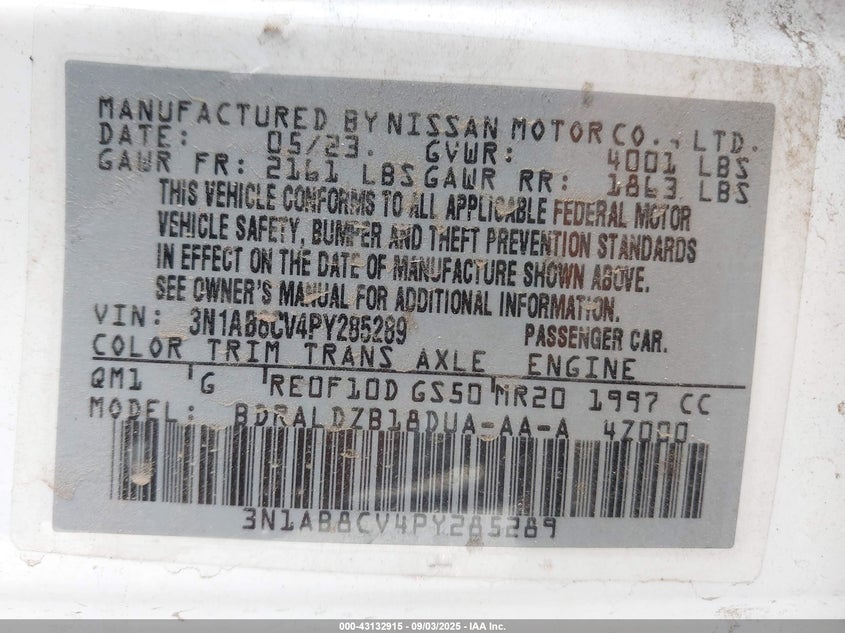 MANUFACTURED BY NISSAN MOTOR CO., LTD.
DATE: 05/23. GVWR: 4001 LBS
GAWR FR: 2161 LBS GAWR RR: 1863 LBS
THIS VEHICLE CONFORMS TO ALL APPLICABLE FEDERAL MOTOR
VEHICLE SAFETY, BUMPER AND THEFT PREVENTION STANDARDS
IN EFFECT ON THE DATE OF MANUFACTURE SHOWN ABOVE.
SEE OWNER'S MANUAL FOR ADDITIONAL INFORMATION.
VIN: 3N1AB8CV4PY285289 PASSENGER CAR.
COLOR TRIM TRANS AXLE ENGINE
QM1 G RE0F10D GS50 MR20 1997 CC
MODEL: BDRALDZB18DUA-AA-A 47000
3N1AB8CV4PY285289
000-43132915 - 09/03/2025 - IAA Inc.